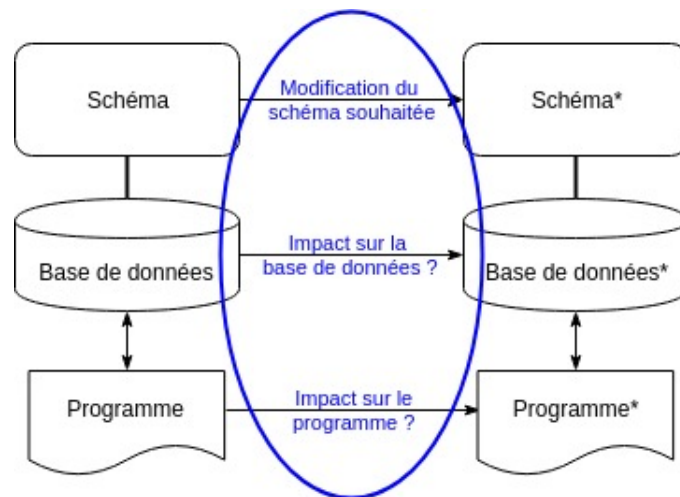 Schéma
Modification du
schéma souhaitée
Schéma*
Base de données
Impact sur la
base de données ?
Base de données*
Programme
Impact sur le
programme ?
Programme*